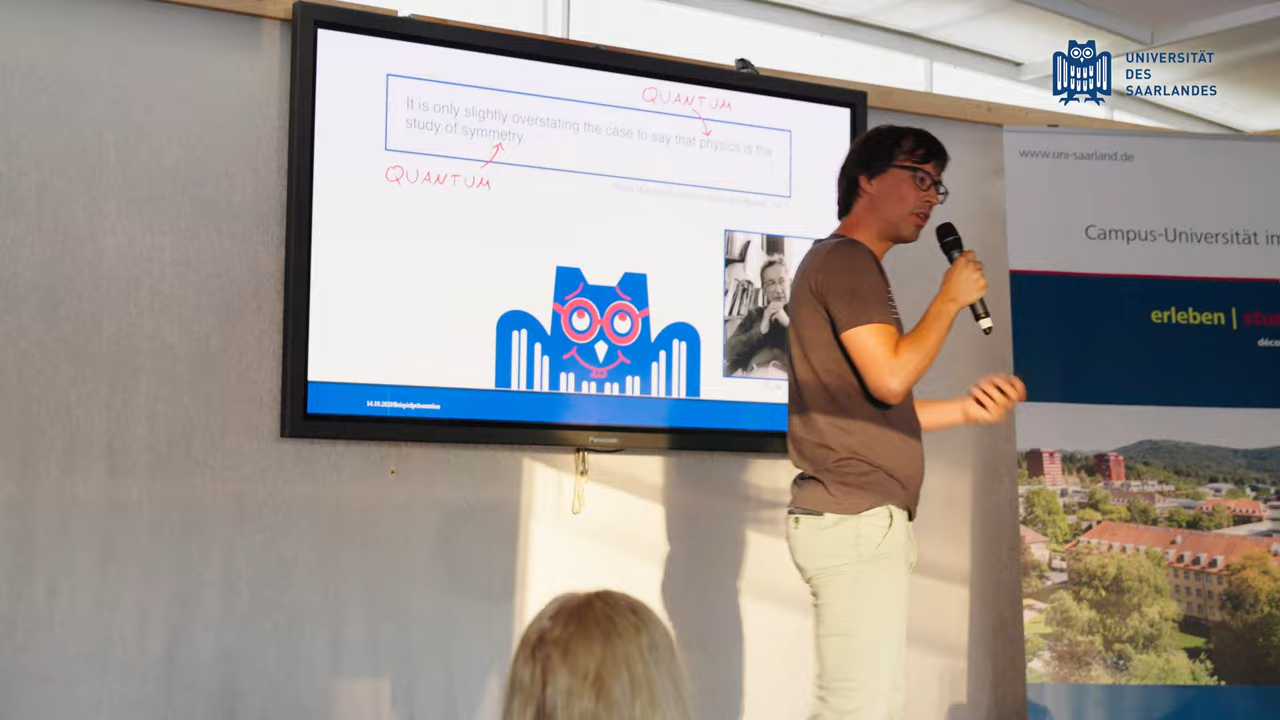 UNIVERSITÄT
DES
SAARLANDES
QUANTUM
It is only slightly overstating the case to say that physics is the
study of symmetry
QUANTUM
Panasonic
www.uni-saarland.de
Campus-Universität im
erleben |